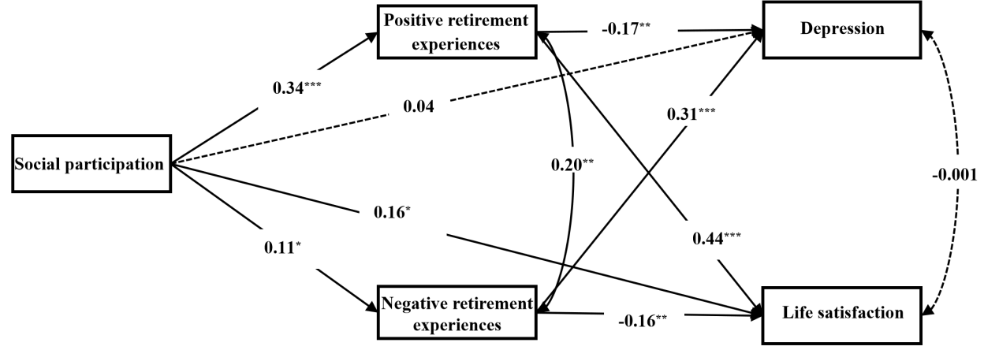 Positive retirement
experiences
Depression
-0.17**
0.34***
0.04
0.31***
Social participation
0.20**
-0.001
0.16*
0.11*
0.44***
Negative retirement
experiences
-0.16**
Life satisfaction